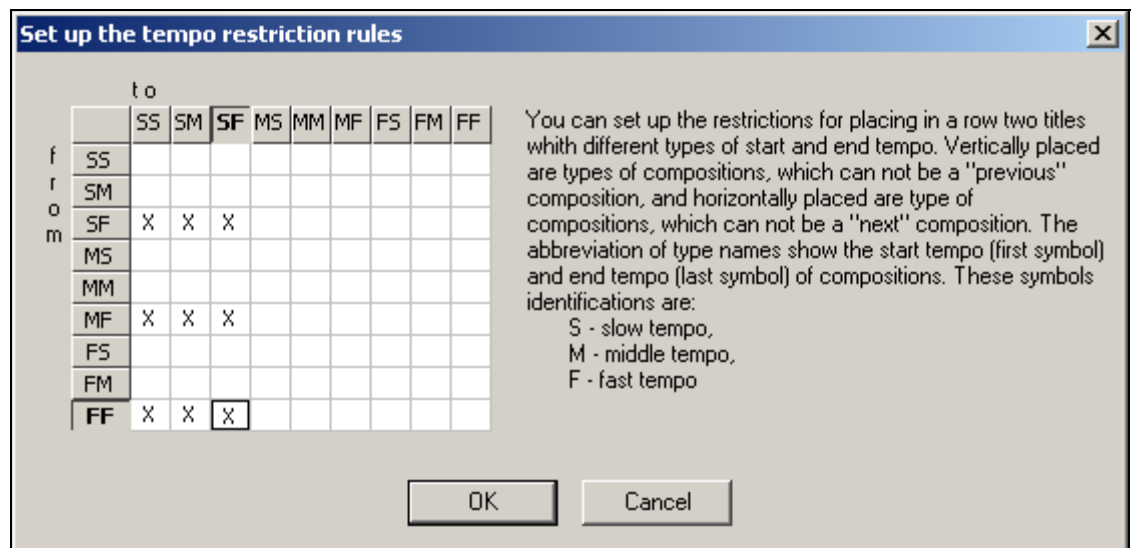 Set up the tempo restriction rules
to
SS SM SF MS MM MF FS FM FF
from
SS
SM
SF X X X
MS
MM
MF X X X
FS
FM
FF X X X
You can set up the restrictions for placing in a row two titles
whith different types of start and end tempo. Vertically placed
are types of compositions, which can not be a "previous"
composition, and horizontally placed are type of
compositions, which can not be a "next" composition. The
abbreviation of type names show the start tempo (first symbol)
and end tempo (last symbol) of compositions. These symbols
identifications are:
S - slow tempo,
M - middle tempo,
F - fast tempo
OK Cancel